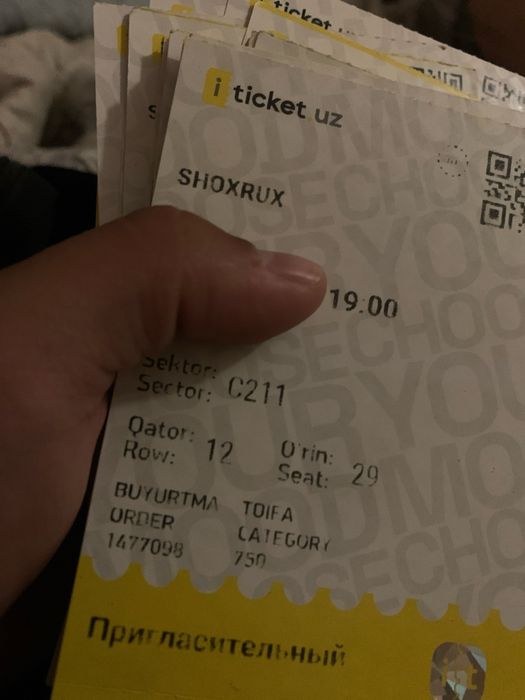 iticket
i ticket.uz
SHOXRUX
19:00
Sektor:
Sector: C211
Qator:
Row: 12
O'rin:
Seat: 29
BUYURTMA
ORDER
1477098
TOIFA
CATEGORY
750
Пригласительный